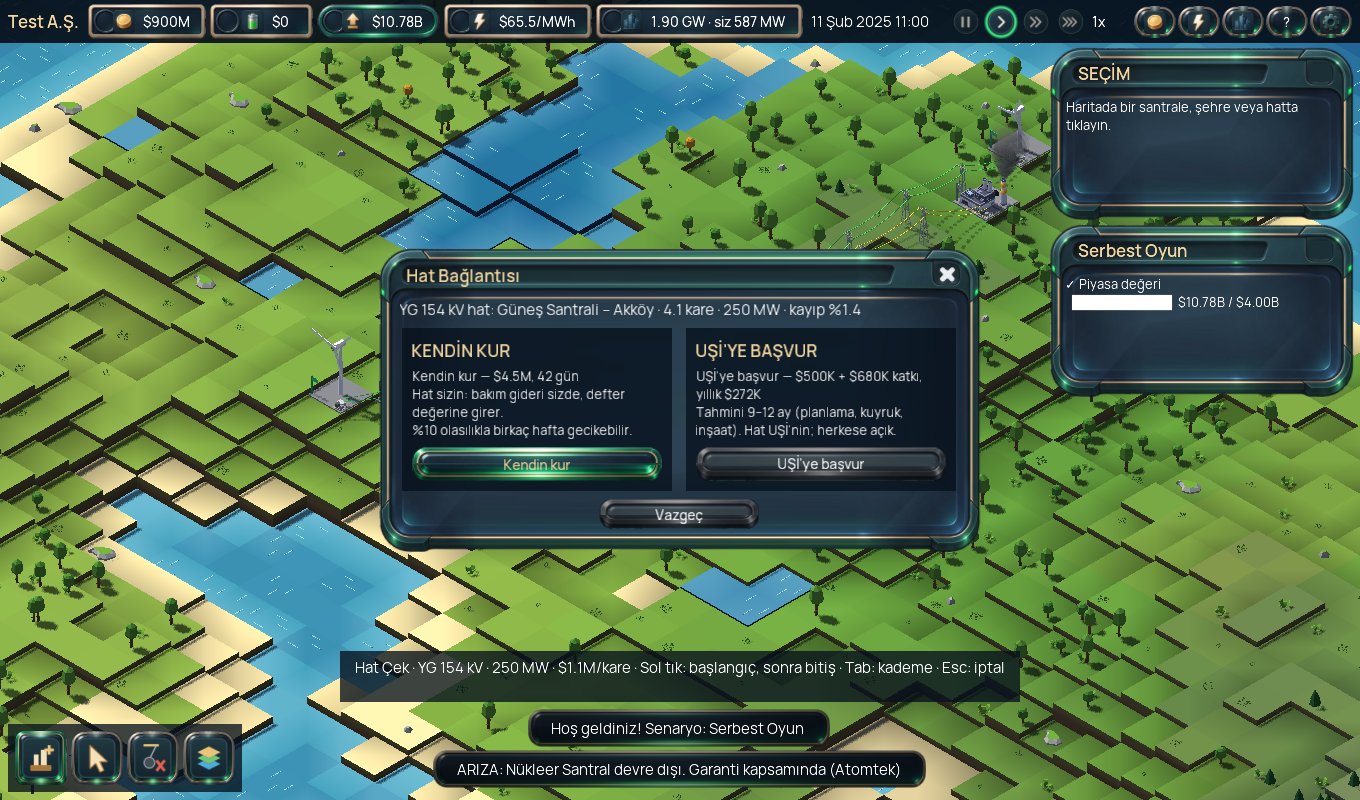 Test A.Ş.
$900M
$0
$10.78B
$65.5/MWh
1.90 GW · siz 587 MW
11 Şub 2025 11:00
1x
?
SEÇİM
Haritada bir santrale, şehre veya hatta
tıklayın.
Serbest Oyun
✓ Piyasa değeri
$10.78B / $4.00B
Hat Bağlantısı
YG 154 kV hat: Güneş Santrali – Akköy · 4.1 kare · 250 MW · kayıp %1.4
KENDİN KUR
Kendin kur — $4.5M, 42 gün
Hat sizin: bakım gideri sizde, defter
değerine girer.
%10 olasılıkla birkaç hafta gecikebilir.
Kendin kur
UŞİ'YE BAŞVUR
UŞİ'ye başvur — $500K + $680K katkı,
yıllık $272K
Tahmini 9–12 ay (planlama, kuyruk,
inşaat). Hat UŞİ'nin; herkese açık.
UŞİ'ye başvur
Vazgeç
Hat Çek · YG 154 kV · 250 MW · $1.1M/kare · Sol tık: başlangıç, sonra bitiş · Tab: kademe · Esc: iptal
Hoş geldiniz! Senaryo: Serbest Oyun
ARIZA: Nükleer Santral devre dışı. Garanti kapsamında (Atomtek)